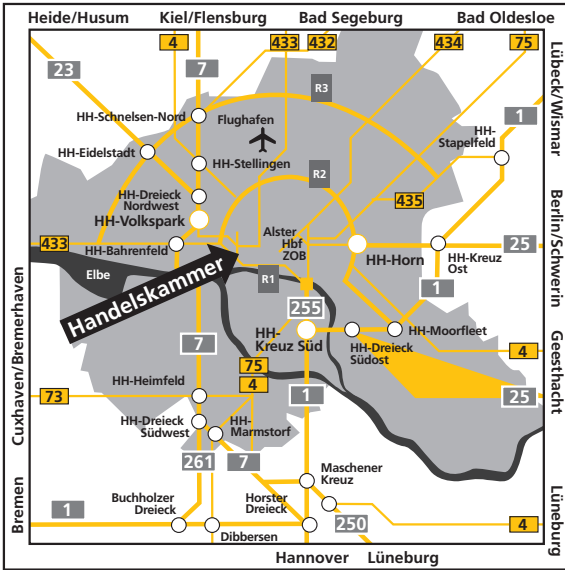 Heide/Husum
Kiel/Flensburg
Bad Segeburg
Bad Oldesloe
4
7
433
432
434
75
23
R3
1
HH-Schnelsen-Nord
Flughafen
HH-Eidelstadt
HH-Stellingen
R2
HH-
Stapelfeld
HH-Dreieck
Nordwest
HH-Volkspark
435
433
HH-Bahrenfeld
Alster
Hbf
ZOB
HH-Horn
HH-Kreuz
Ost
25
Elbe
Handelskammer
R1
255
1
HH-
Kreuz Süd
HH-Dreieck
Südost
HH-Moorfleet
7
4
75
4
HH-Heimfeld
73
1
25
HH-Dreieck
Südwest
HH-
Marmstorf
261
7
Maschener
Kreuz
Buchholzer
Dreieck
Horster
Dreieck
1
Dibbersen
250
4
Hannover
Lüneburg
Cuxhaven/Bremerhaven
Bremen
Lübeck/Wismar
Berlin/Schwerin
Geesthacht
Lüneburg